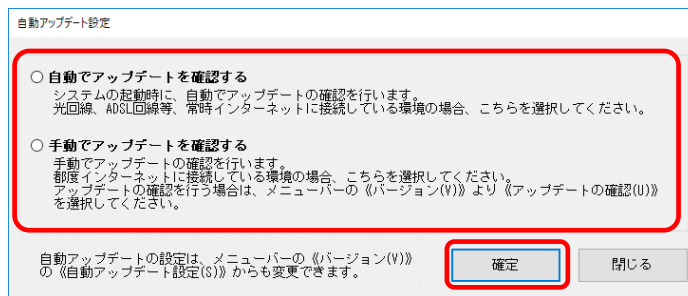 自動アップデート設定
自動でアップデートを確認する
システムの起動時に、自動でアップデートの確認を行います。
光回線、ADSL回線等、常時インターネットに接続している環境の場合、こちらを選択してください。
手動でアップデートを確認する
手動でアップデートの確認を行います。
都度インターネットに接続している環境の場合、こちらを選択してください。
アップデートの確認を行う場合は、メニューバーの《バージョン(V)》より《アップデートの確認(U)》
を選択してください。
自動アップデートの設定は、メニューバーの《バージョン(V)》
の《自動アップデート設定(S)》からも変更できます。
確定
閉じる